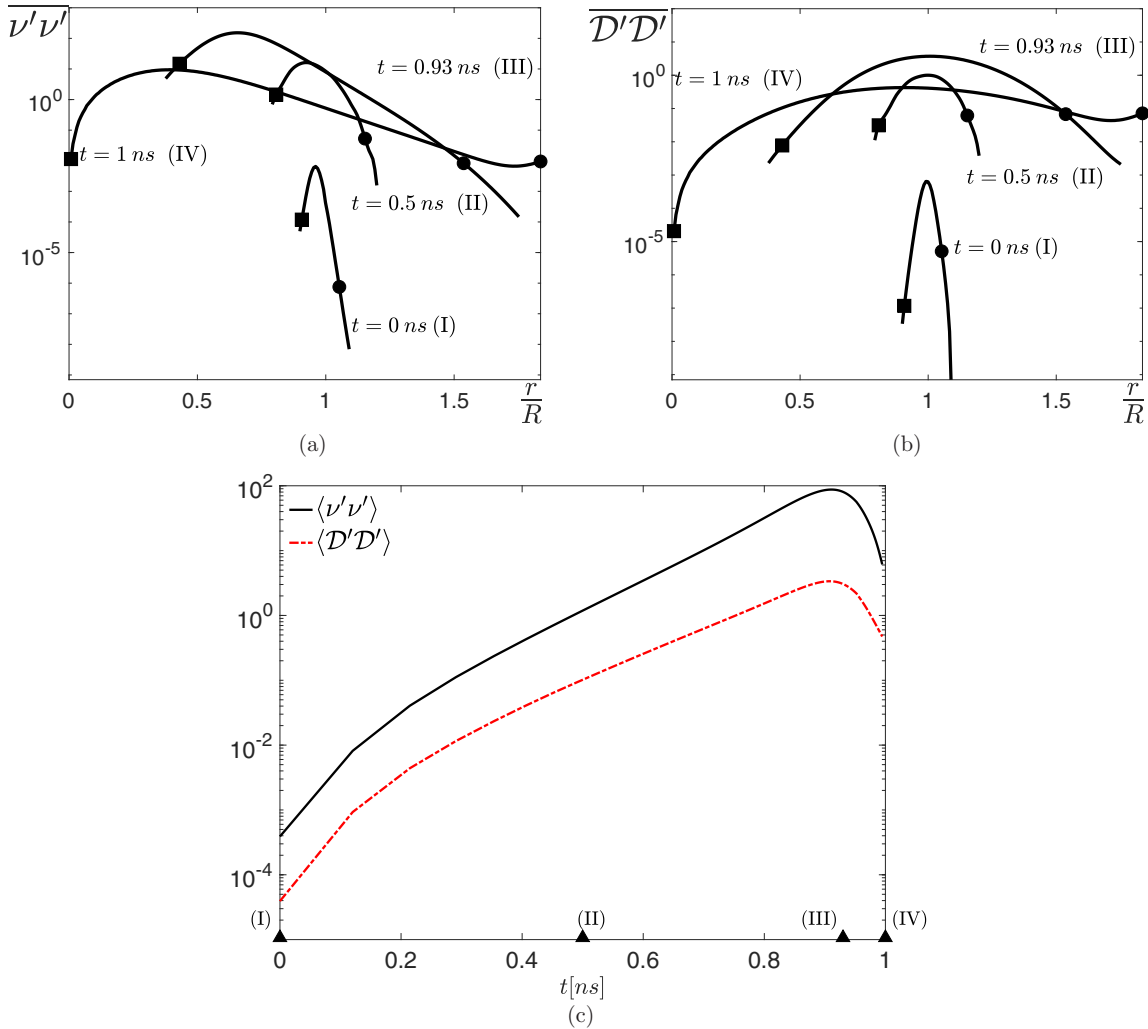 ν′ν′
t = 0.93 ns (III)
10^0
t = 1 ns (IV)
t = 0.5 ns (II)
10^-5
t = 0 ns (I)
0 0.5 1 1.5 r/R
(a)
D′D′
t = 0.93 ns (III)
10^0
t = 1 ns (IV)
t = 0.5 ns (II)
10^-5
t = 0 ns (I)
0 0.5 1 1.5 r/R
(b)
10^2
⟨ν′ν′⟩
⟨D′D′⟩
10^0
10^-2
10^-4
(I) (II) (III) (IV)
0 0.2 0.4 0.6 0.8 1
t[ns]
(c)